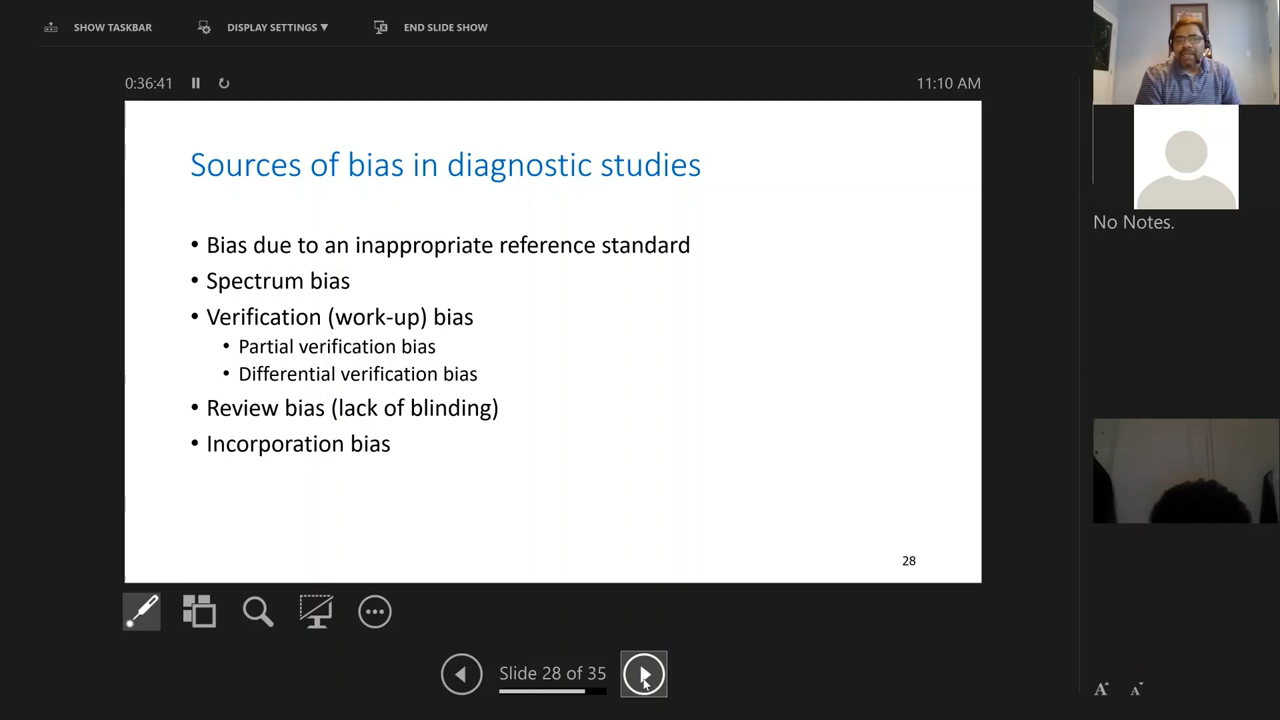 SHOW TASKBAR
DISPLAY SETTINGS ▼
END SLIDE SHOW
0:36:41
11:10 AM
Sources of bias in diagnostic studies
• Bias due to an inappropriate reference standard
• Spectrum bias
• Verification (work-up) bias
• Partial verification bias
• Differential verification bias
• Review bias (lack of blinding)
• Incorporation bias
28
No Notes.
Slide 28 of 35
A A